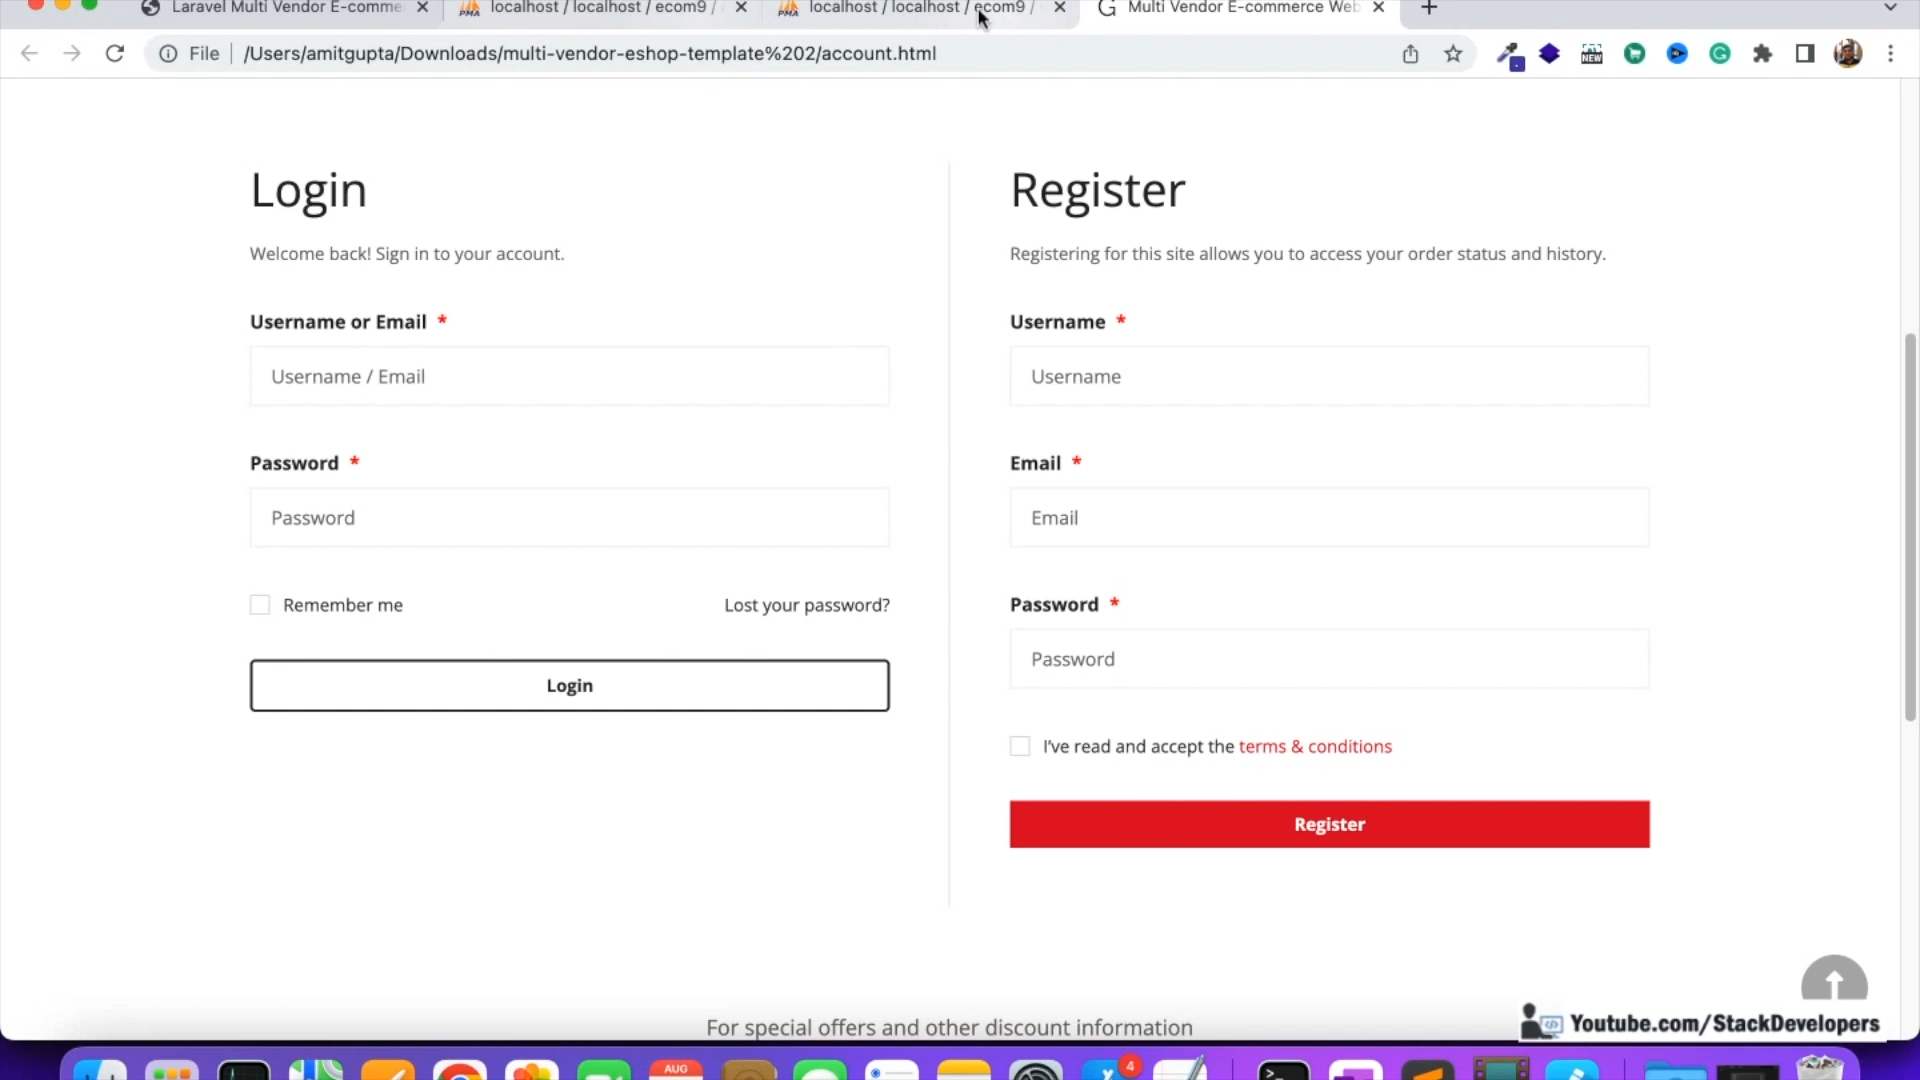 Laravel Multi Vendor E-comme
localhost / localhost / ecom9 /
localhost / localhost / ecom9 /
Multi Vendor E-commerce Web
File
/Users/amitgupta/Downloads/multi-vendor-eshop-template%202/account.html
NEW
Login
Welcome back! Sign in to your account.
Username or Email *
Username / Email
Password *
Password
Remember me
Lost your password?
Login
Register
Registering for this site allows you to access your order status and history.
Username *
Username
Email *
Email
Password *
Password
I've read and accept the terms & conditions
Register
For special offers and other discount information
Youtube.com/StackDevelopers
AUG
4